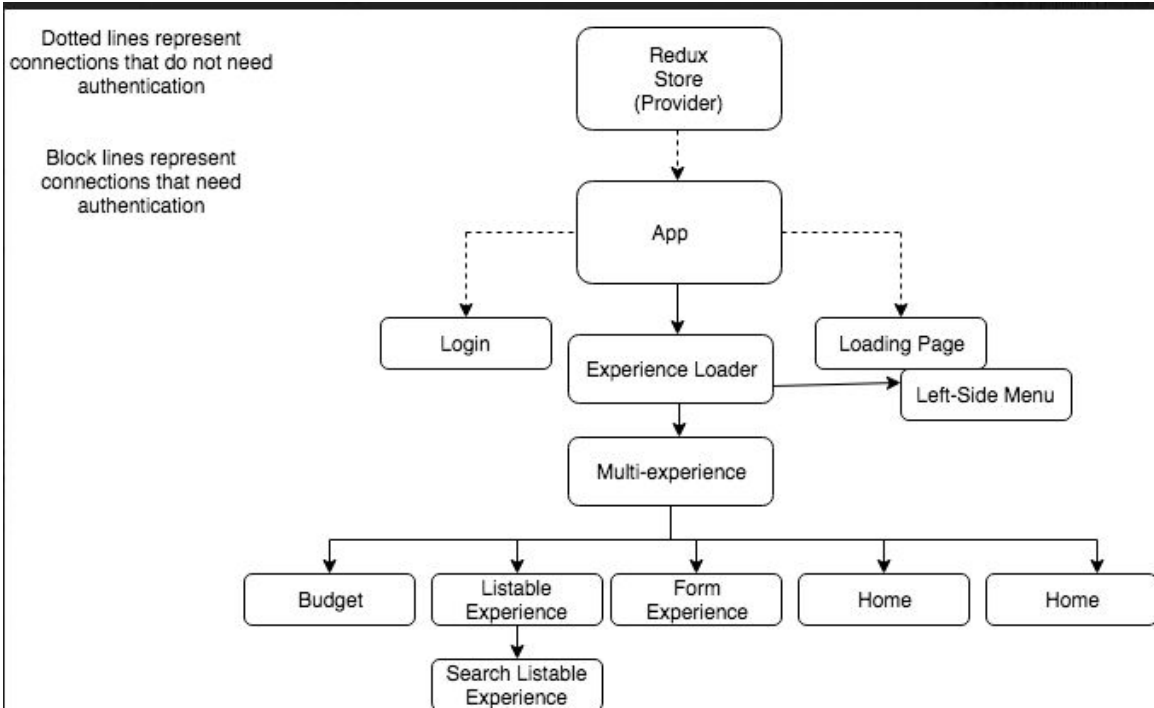 Dotted lines represent
connections that do not need
authentication
Block lines represent
connections that need
authentication
Redux
Store
(Provider)
App
Login
Experience Loader
Loading Page
Left-Side Menu
Multi-experience
Budget
Listable
Experience
Form
Experience
Home
Home
Search Listable
Experience